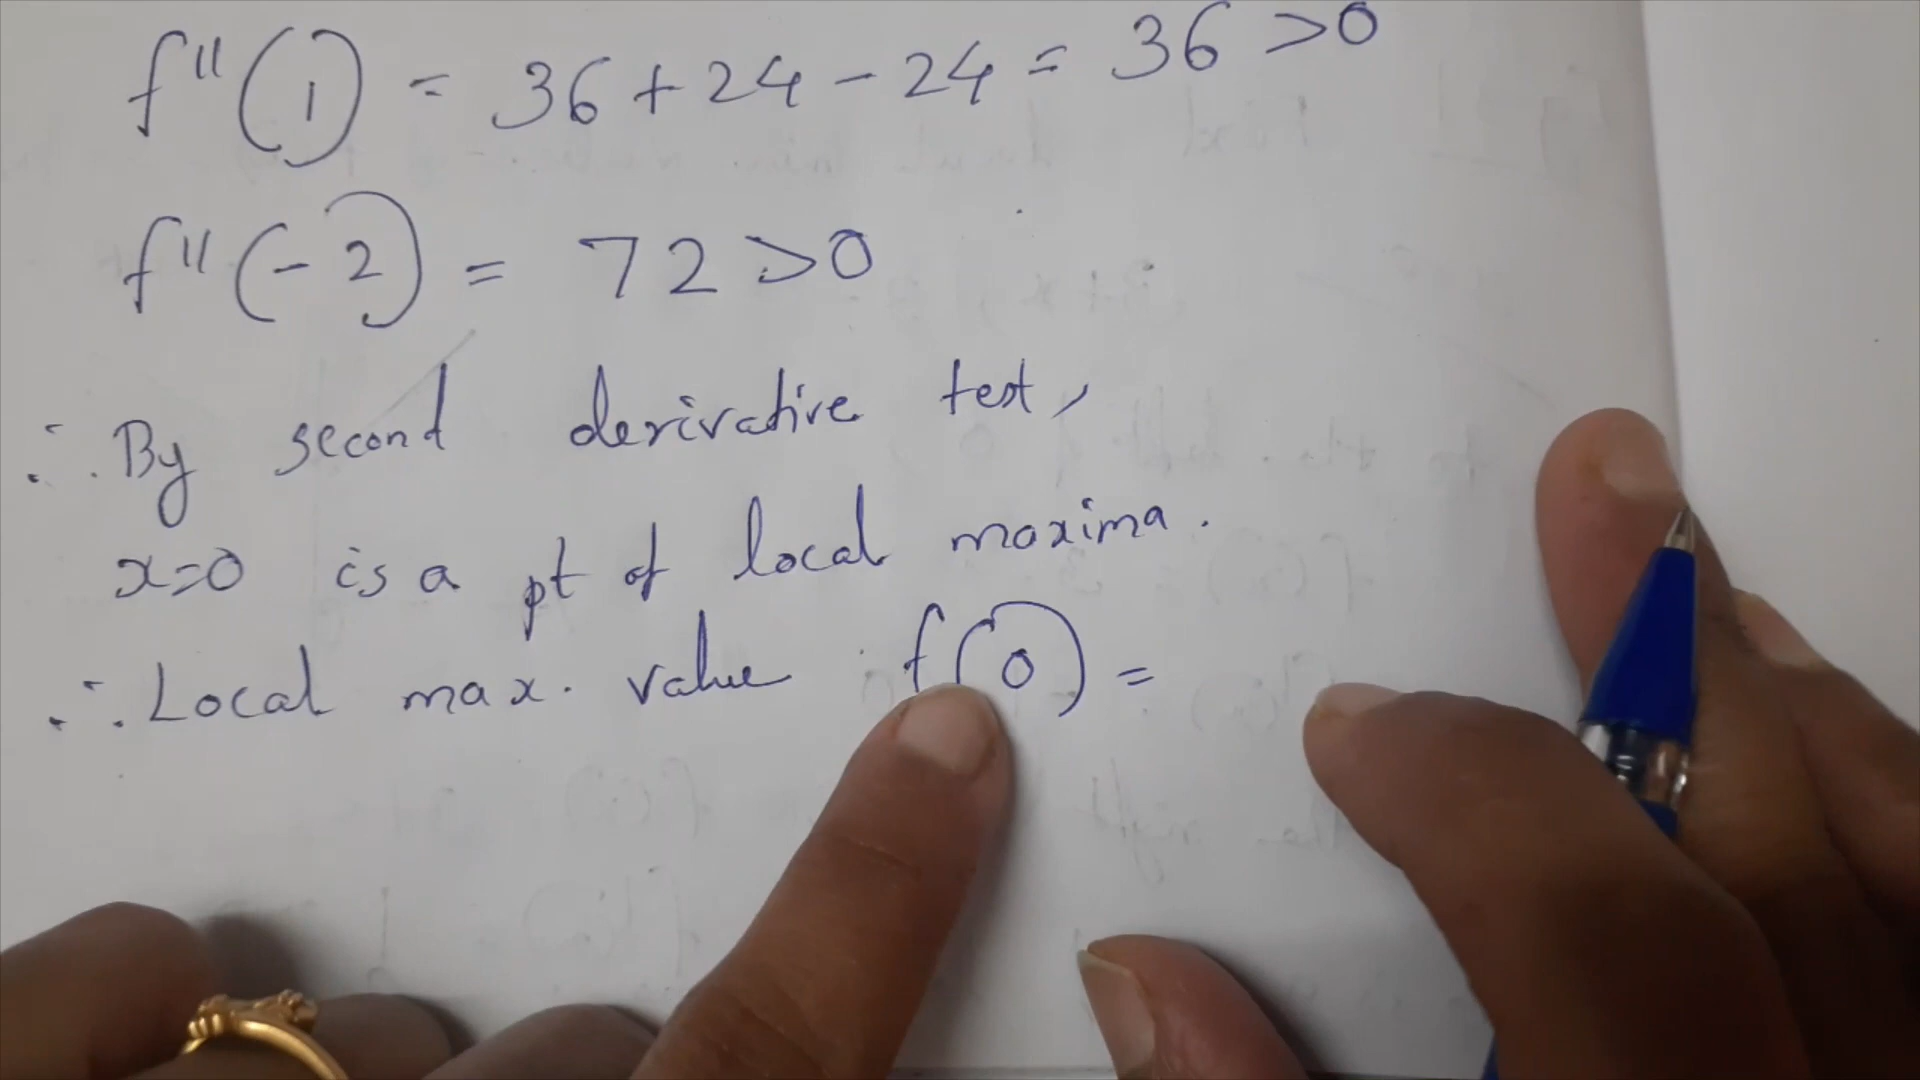 f''(1) = 36 + 24 - 24 = 36 > 0
f''(-2) = 72 > 0
∴ By second derivative test,
x=0 is a pt of local maxima.
∴ Local max. value f(0) =